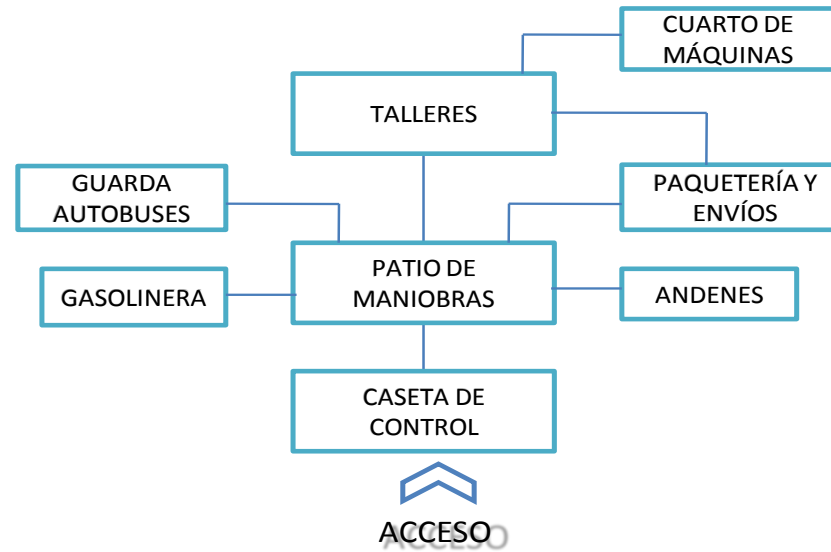 CUARTO DE
MÁQUINAS
TALLERES
GUARDA
AUTOBUSES
PAQUETERÍA Y
ENVÍOS
PATIO DE
MANIOBRAS
GASOLINERA
ANDENES
CASETA DE
CONTROL
ACCESO